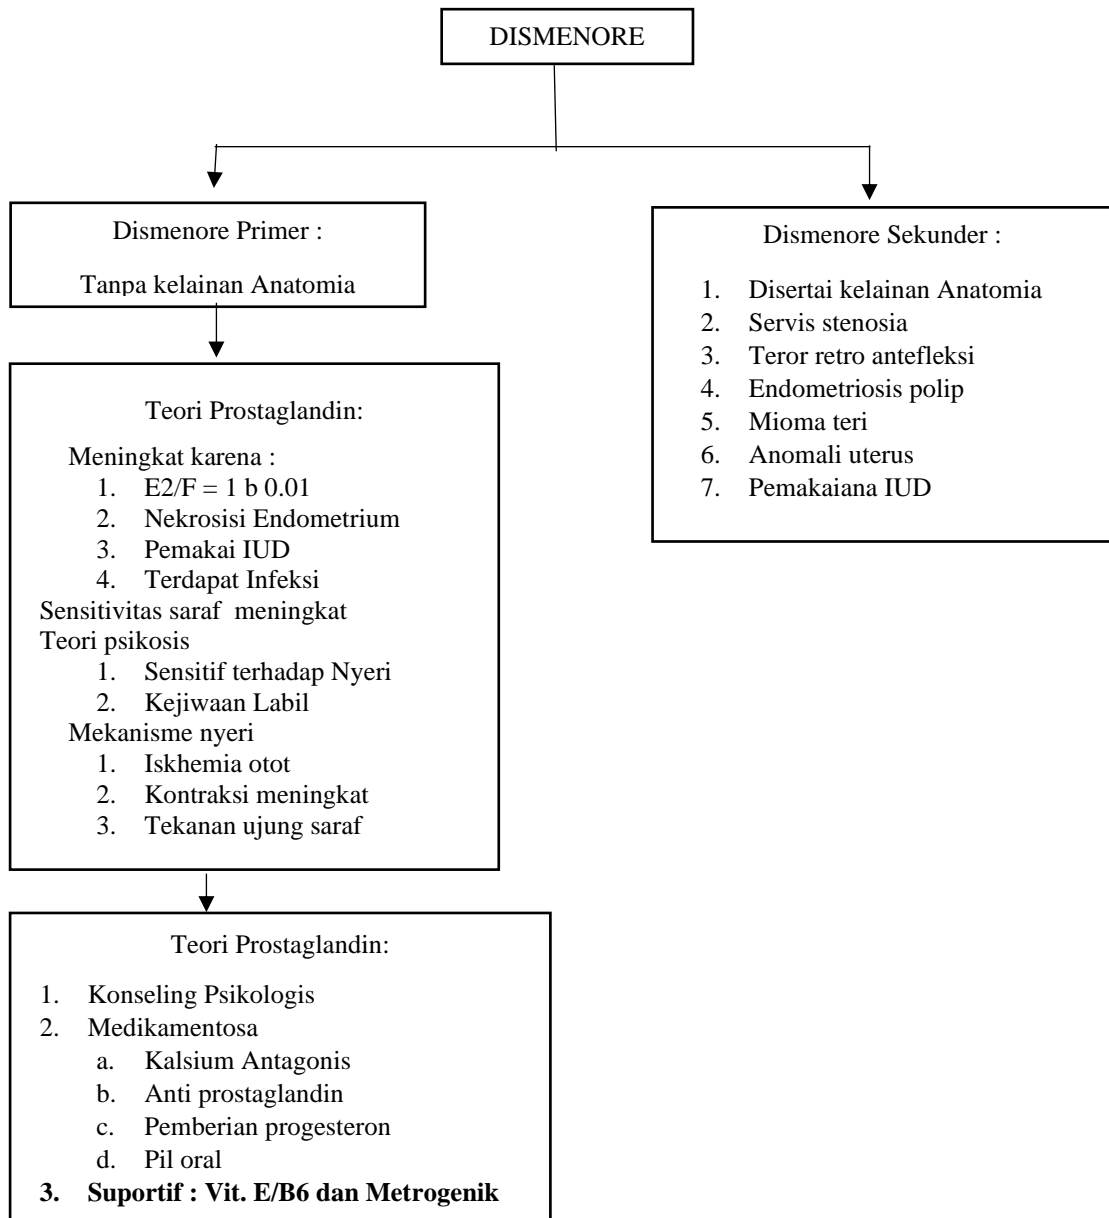 DISMENORE
Dismenore Primer :
Tanpa kelainan Anatomia
Dismenore Sekunder :
1. Disertai kelainan Anatomia
2. Servis stenosia
3. Teror retro antefleksi
4. Endometriosis polip
5. Mioma teri
6. Anomali uterus
7. Pemakaiana IUD
Teori Prostaglandin:
Meningkat karena :
1. E2/F = 1 b 0.01
2. Nekrosisi Endometrium
3. Pemakai IUD
4. Terdapat Infeksi
Sensitivitas saraf meningkat
Teori psikosis
1. Sensitif terhadap Nyeri
2. Kejiwaan Labil
Mekanisme nyeri
1. Iskhemia otot
2. Kontraksi meningkat
3. Tekanan ujung saraf
Teori Prostaglandin:
1. Konseling Psikologis
2. Medikamentosa
a. Kalsium Antagonis
b. Anti prostaglandin
c. Pemberian progesteron
d. Pil oral
3. Suportif : Vit. E/B6 dan Metrogenik